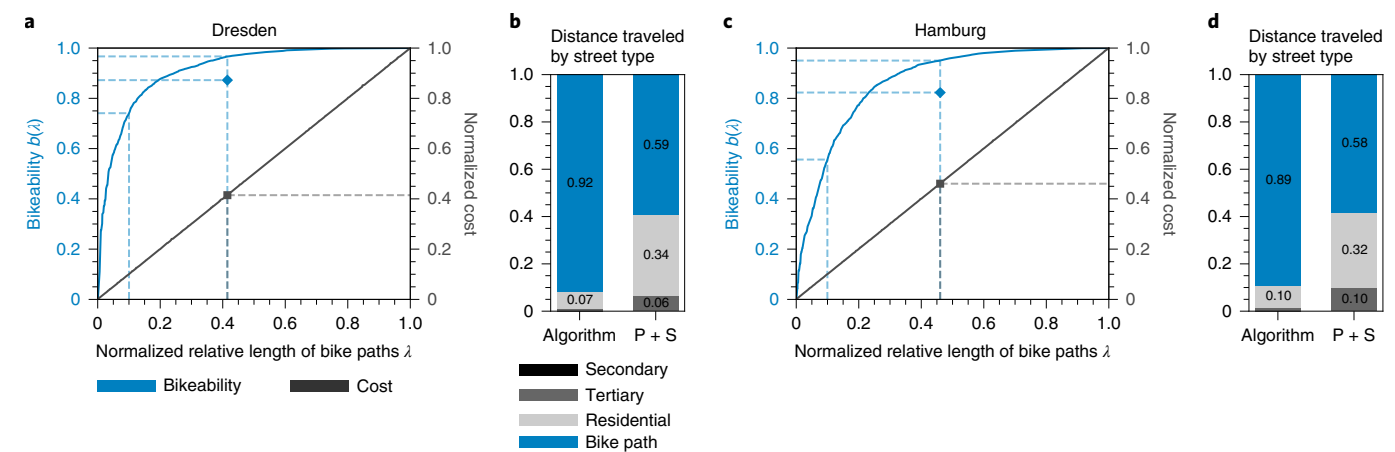 a
Dresden
1.0
0.8
0.6
0.4
0.2
0
Bikeability b(λ)
1.0
0.8
0.6
0.4
0.2
0
Normalized cost
0 0.2 0.4 0.6 0.8 1.0
Normalized relative length of bike paths λ
Bikeability
Cost
b
Distance traveled
by street type
1.0
0.8
0.6
0.4
0.2
0
0.92
0.07
0.59
0.34
0.06
Algorithm P + S
Secondary
Tertiary
Residential
Bike path
c
Hamburg
1.0
0.8
0.6
0.4
0.2
0
Bikeability b(λ)
1.0
0.8
0.6
0.4
0.2
0
Normalized cost
0 0.2 0.4 0.6 0.8 1.0
Normalized relative length of bike paths λ
d
Distance traveled
by street type
1.0
0.8
0.6
0.4
0.2
0
0.89
0.10
0.58
0.32
0.10
Algorithm P + S